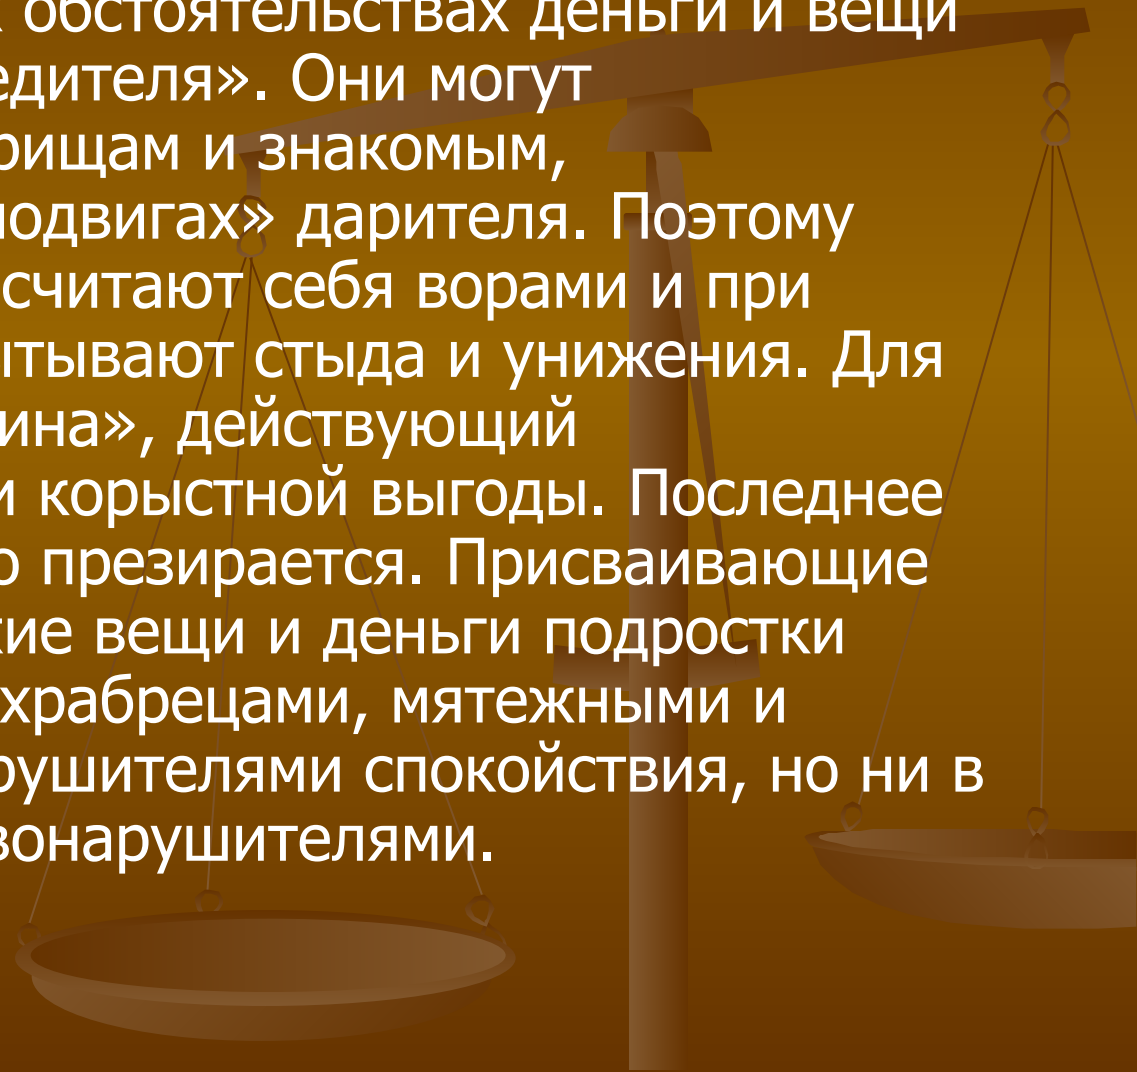 х обстоятельствах деньги и вещи
едителя». Они могут
рищам и знакомым,
подвигах» дарителя. Поэтому
считают себя ворами и при
ытывают стыда и унижения. Для
ина», действующий
и корыстной выгоды. Последнее
о презирается. Присваивающие
кие вещи и деньги подростки
храбрецами, мятежными и
рушителями спокойствия, но ни в
вонарушителями.